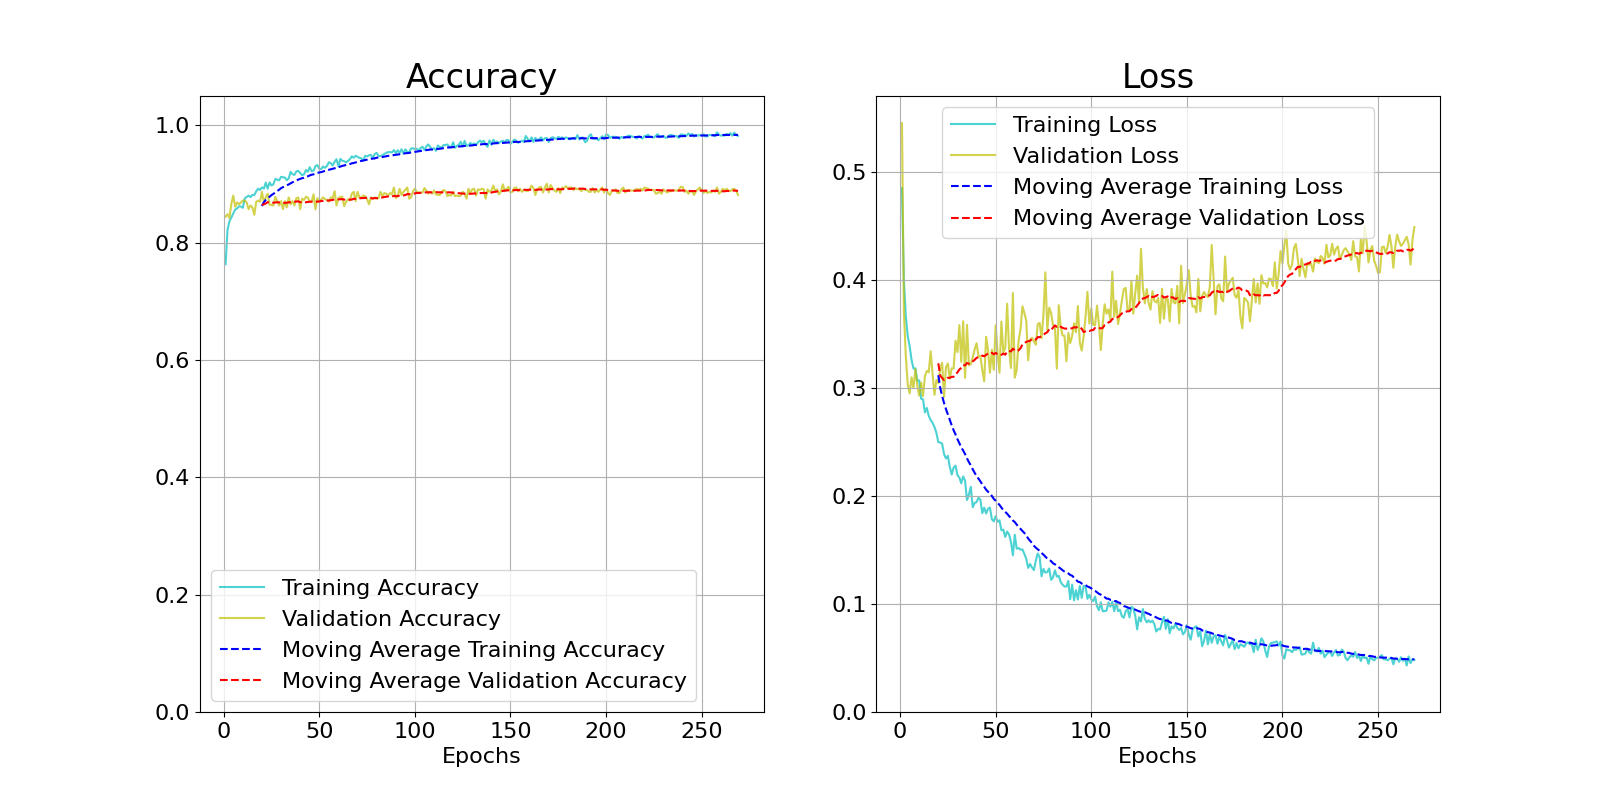 Accuracy
1.0
0.8
0.6
0.4
0.2
0.0
Training Accuracy
Validation Accuracy
Moving Average Training Accuracy
Moving Average Validation Accuracy
0 50 100 150 200 250
Epochs
Loss
0.5
0.4
0.3
0.2
0.1
0.0
Training Loss
Validation Loss
Moving Average Training Loss
Moving Average Validation Loss
0 50 100 150 200 250
Epochs